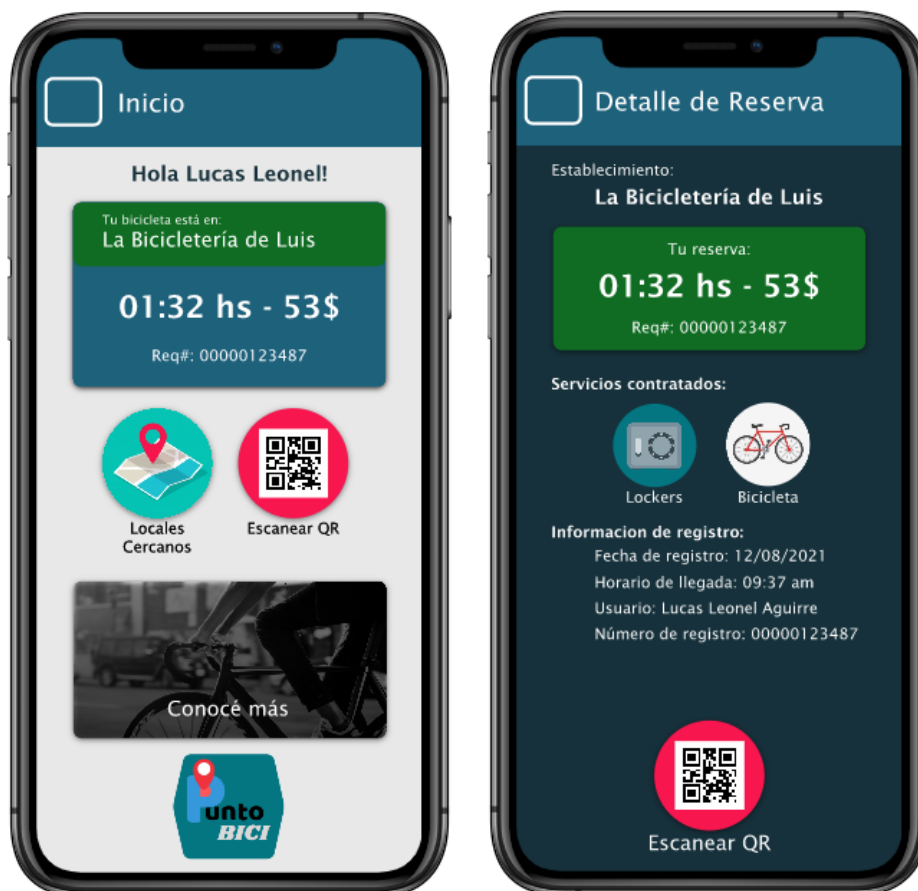 Inicio
Hola Lucas Leonel!
Tu bicicleta está en:
La Bicicletería de Luis
01:32 hs - 53$
Req#: 00000123487
Locales
Cercanos
Escanear QR
Conocé más
Punto
BICI
Detalle de Reserva
Establecimiento:
La Bicicletería de Luis
Tu reserva:
01:32 hs - 53$
Req#: 00000123487
Servicios contratados:
Lockers
Bicicleta
Informacion de registro:
Fecha de registro: 12/08/2021
Horario de llegada: 09:37 am
Usuario: Lucas Leonel Aguirre
Número de registro: 00000123487
Escanear QR